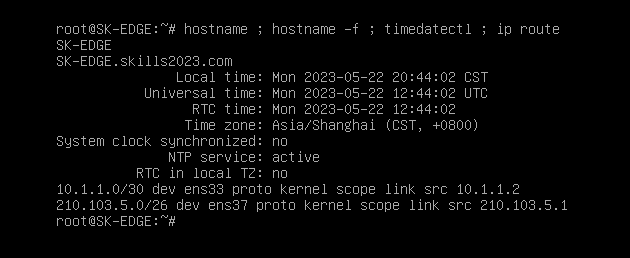 root@SK-EDGE:~# hostname ; hostname -f ; timedatectl ; ip route
SK-EDGE
SK-EDGE.skills2023.com
Local time: Mon 2023-05-22 20:44:02 CST
Universal time: Mon 2023-05-22 12:44:02 UTC
RTC time: Mon 2023-05-22 12:44:02
Time zone: Asia/Shanghai (CST, +0800)
System clock synchronized: no
NTP service: active
RTC in local TZ: no
10.1.1.0/30 dev ens33 proto kernel scope link src 10.1.1.2
210.103.5.0/26 dev ens37 proto kernel scope link src 210.103.5.1
root@SK-EDGE:~#